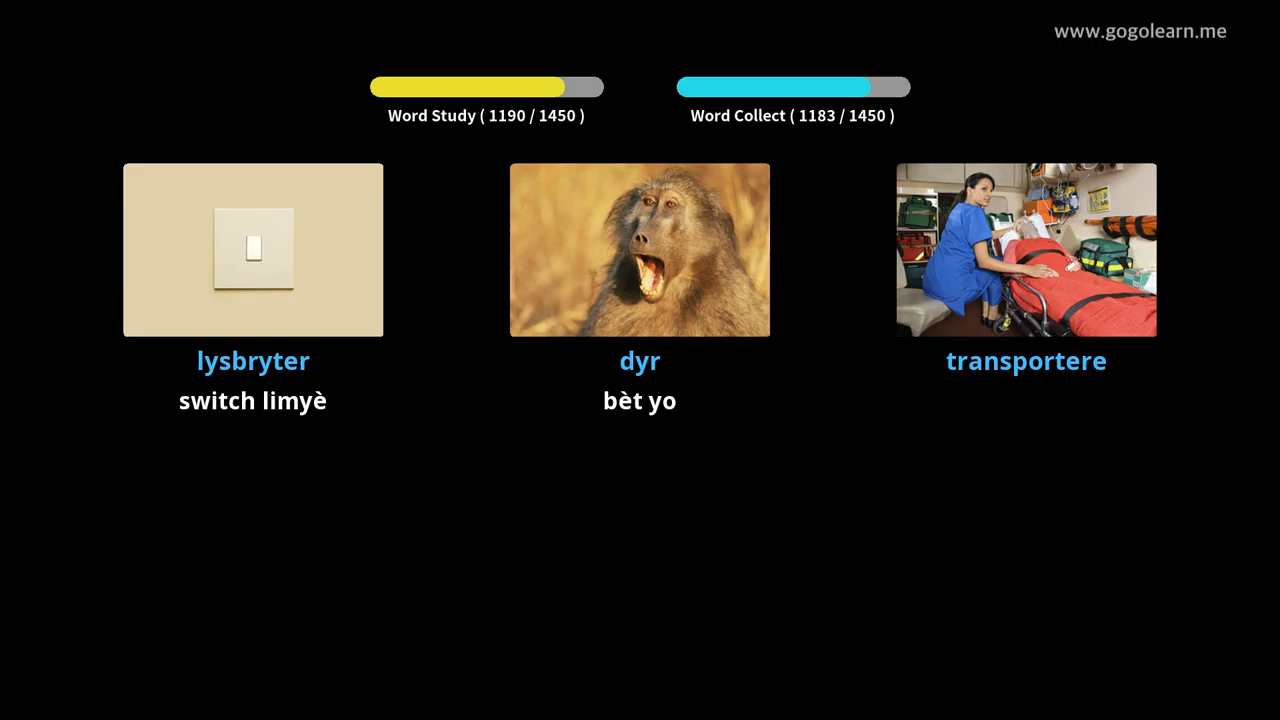 www.gogolearn.me
Word Study ( 1190 / 1450 )
Word Collect ( 1183 / 1450 )
lysbryter
dyr
transportere
switch limyè
bèt yo